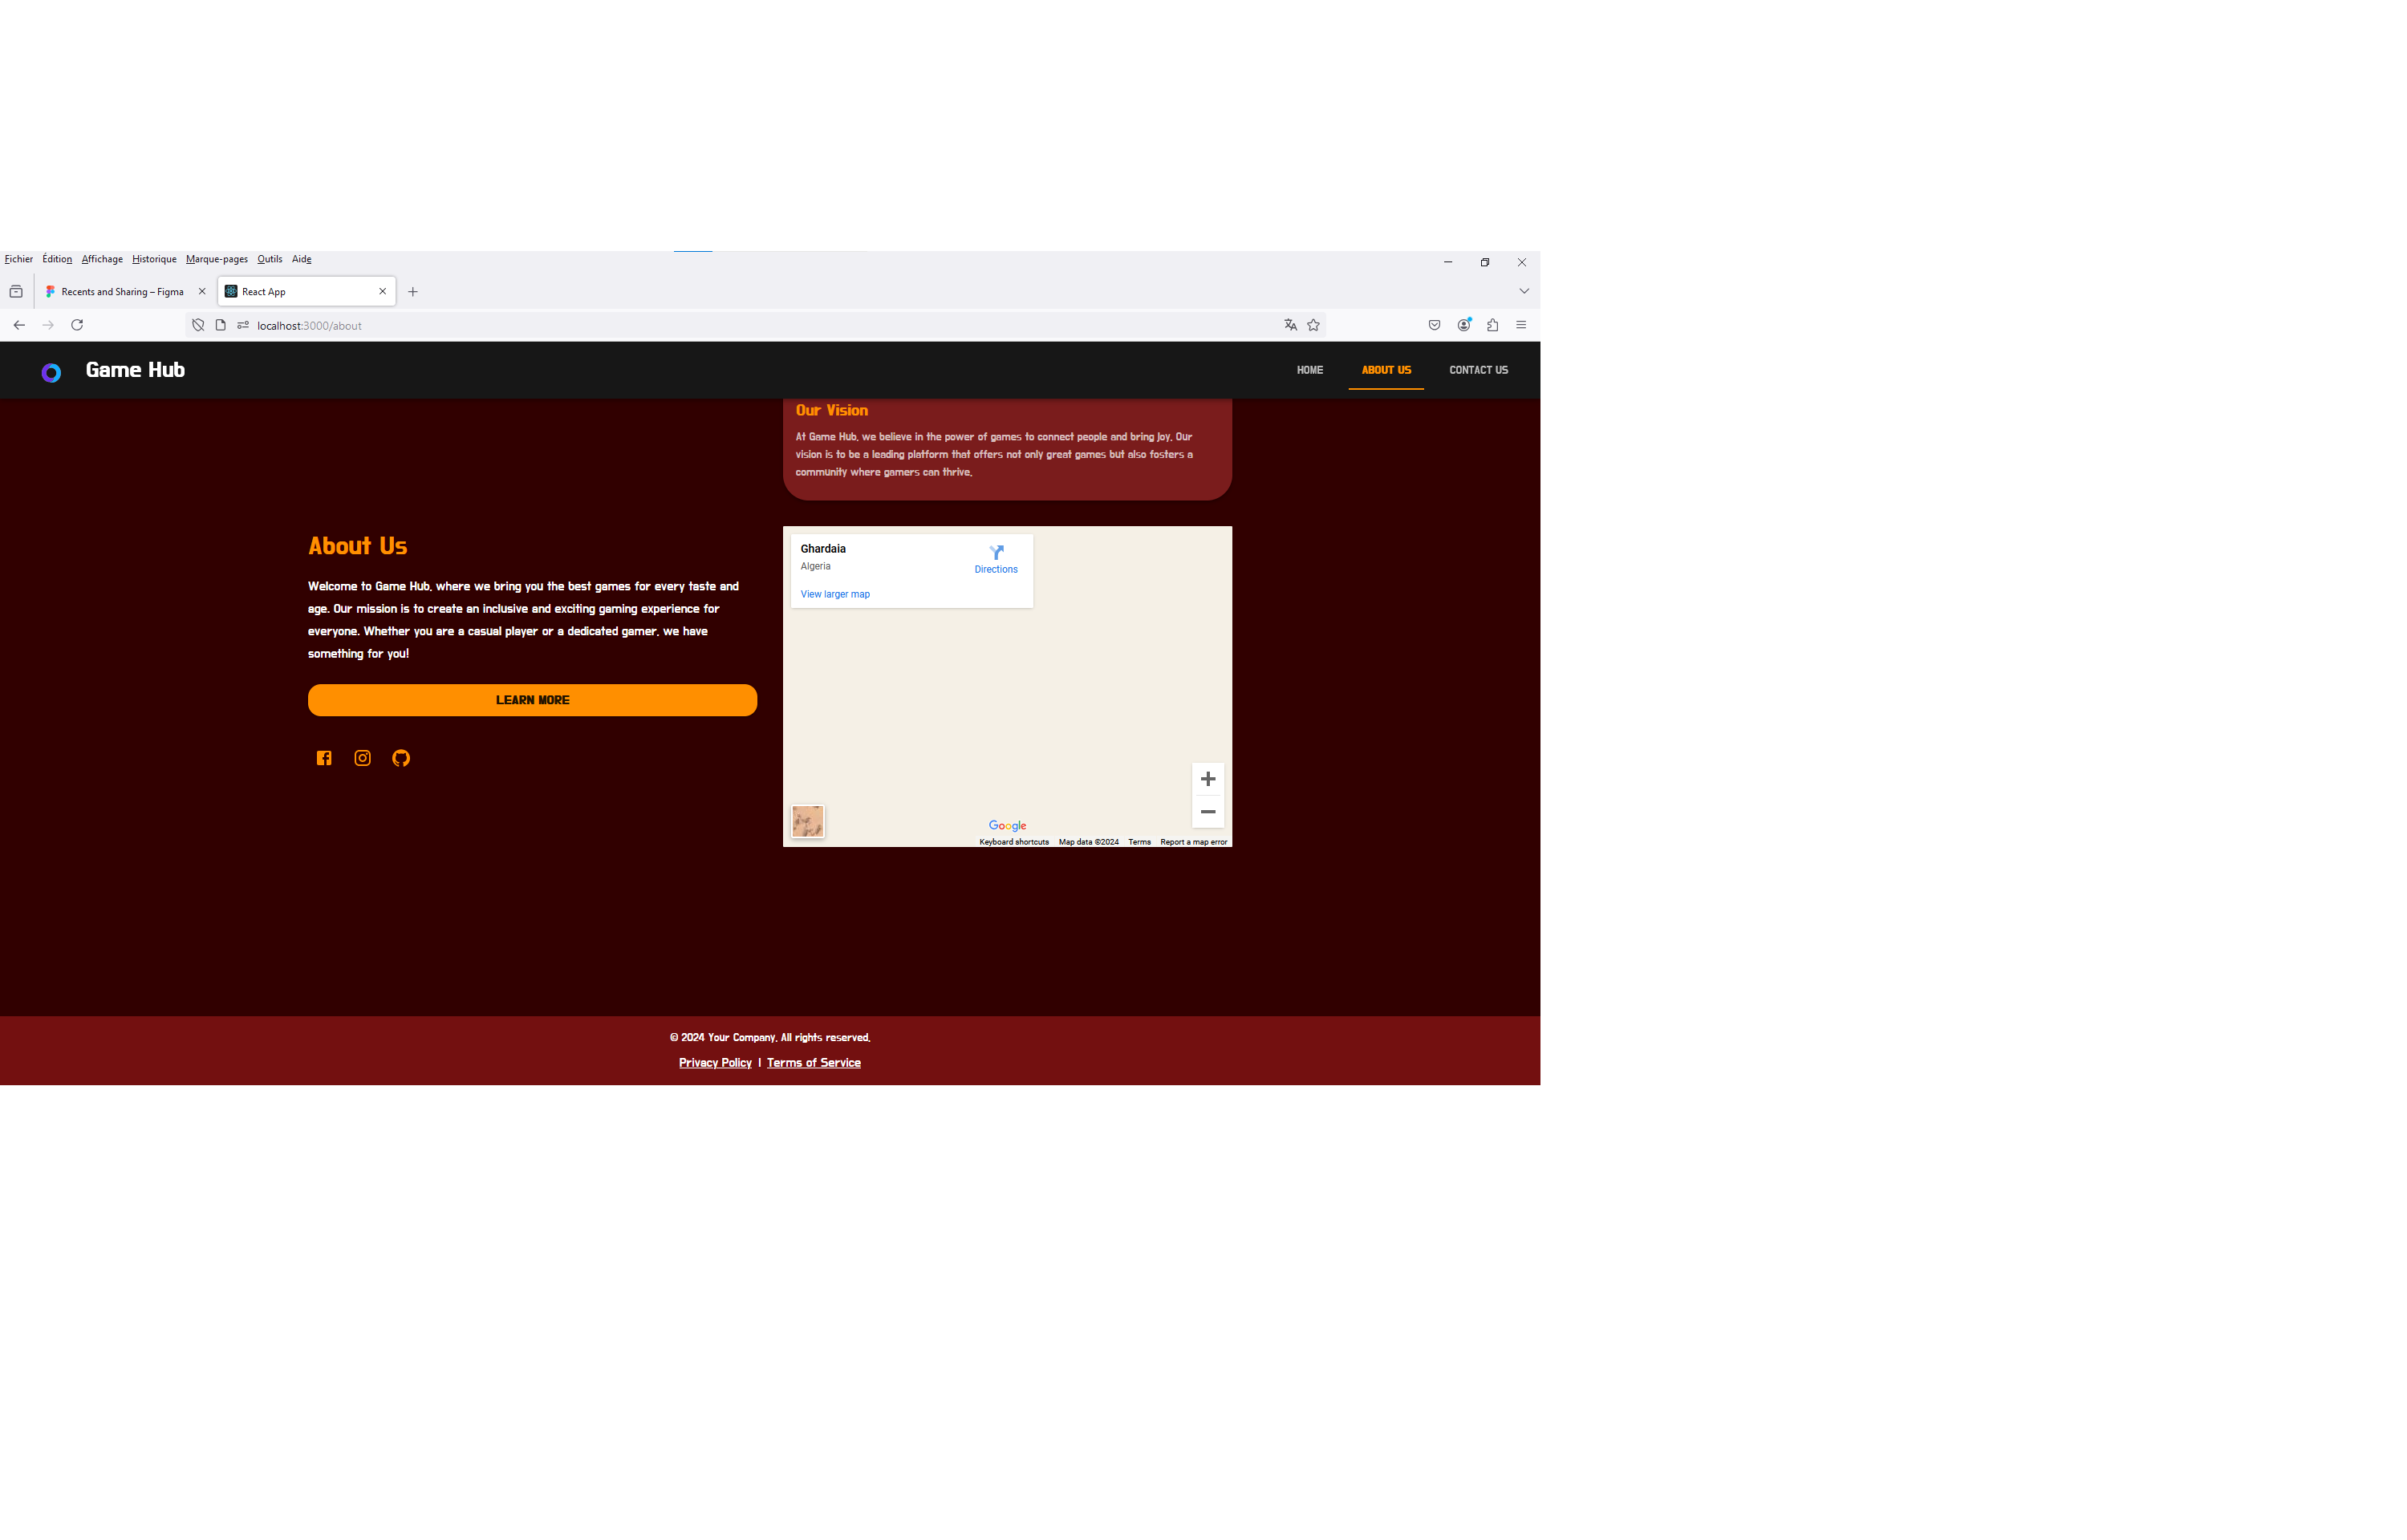 Fichier Édition Affichage Historique Marque-pages Outils Aide
Recents and Sharing – Figma
React App
localhost:3000/about
Game Hub
HOME
ABOUT US
CONTACT US
Our Vision
At Game Hub, we believe in the power of games to connect people and bring joy. Our
vision is to be a leading platform that offers not only great games but also fosters a
community where gamers can thrive.
About Us
Welcome to Game Hub, where we bring you the best games for every taste and
age. Our mission is to create an inclusive and exciting gaming experience for
everyone. Whether you are a casual player or a dedicated gamer, we have
something for you!
LEARN MORE
Ghardaia
Algeria
Directions
View larger map
Google
Keyboard shortcuts Map data ©2024 Terms Report a map error
© 2024 Your Company. All rights reserved.
Privacy Policy | Terms of Service